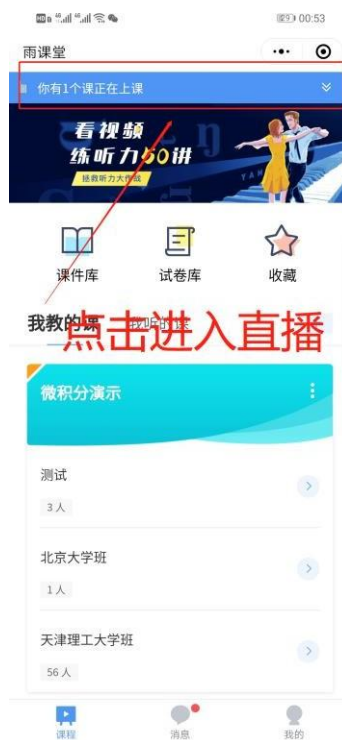 00:53
雨课堂
你有1个课正在上课
看视频
练听力50讲
拯救听力大作战
课件库
试卷库
收藏
我教的课
我听的课
点击进入直播
微积分演示
测试
3人
北京大学班
1人
天津理工大学班
56人
课程
消息
我的